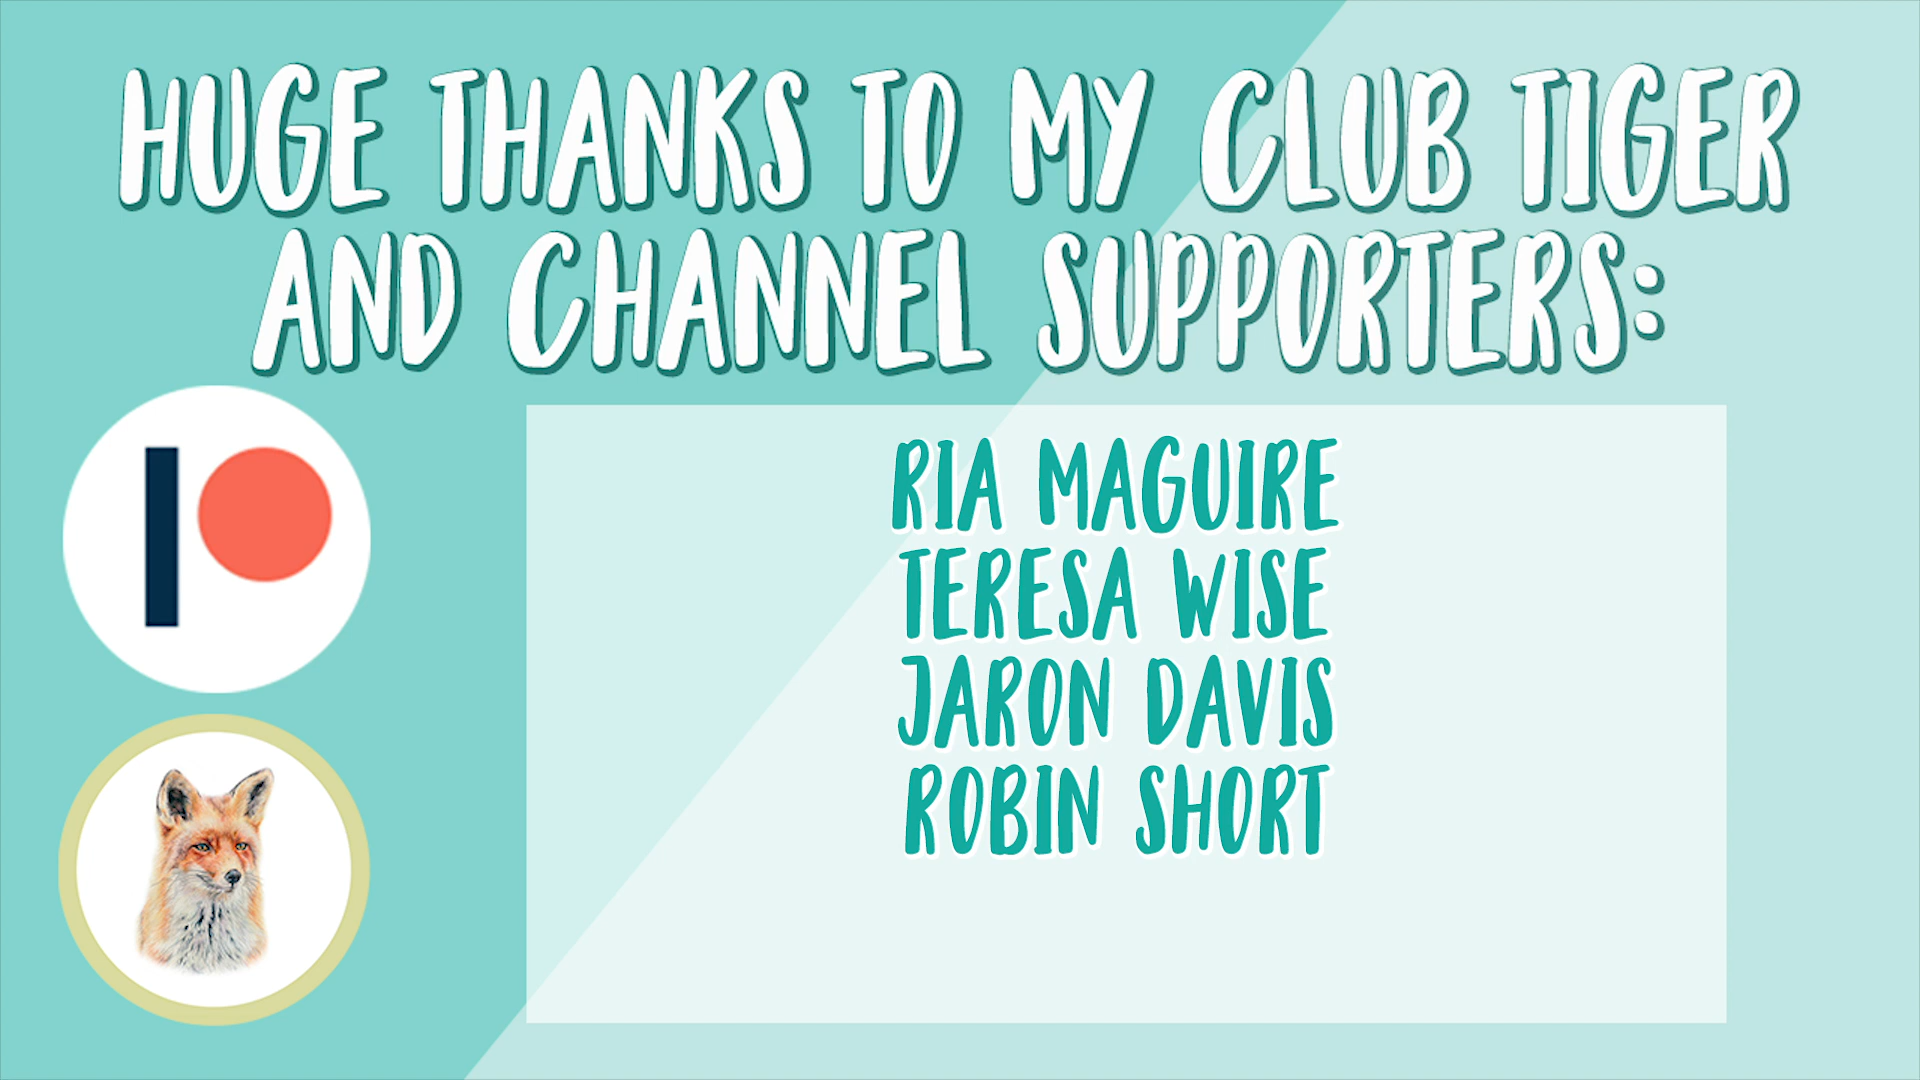 HUGE THANKS TO MY CLUB TIGER
AND CHANNEL SUPPORTERS:
RIA MAGUIRE
TERESA WISE
JARON DAVIS
ROBIN SHORT